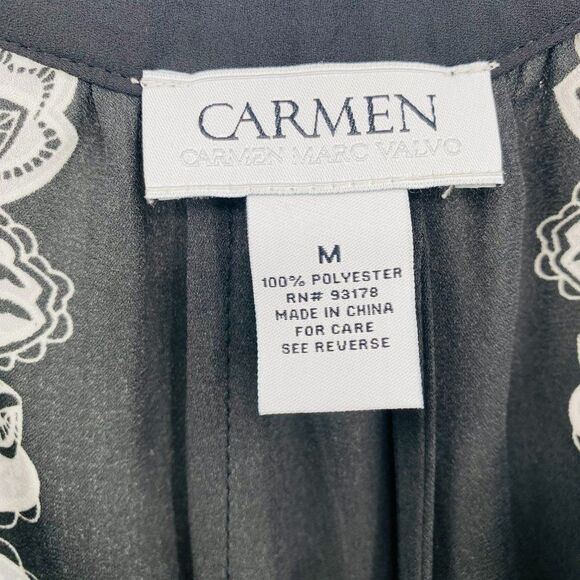 CARMEN
CARMEN MARC VALVO
M
100% POLYESTER
RN# 93178
MADE IN CHINA
FOR CARE
SEE REVERSE